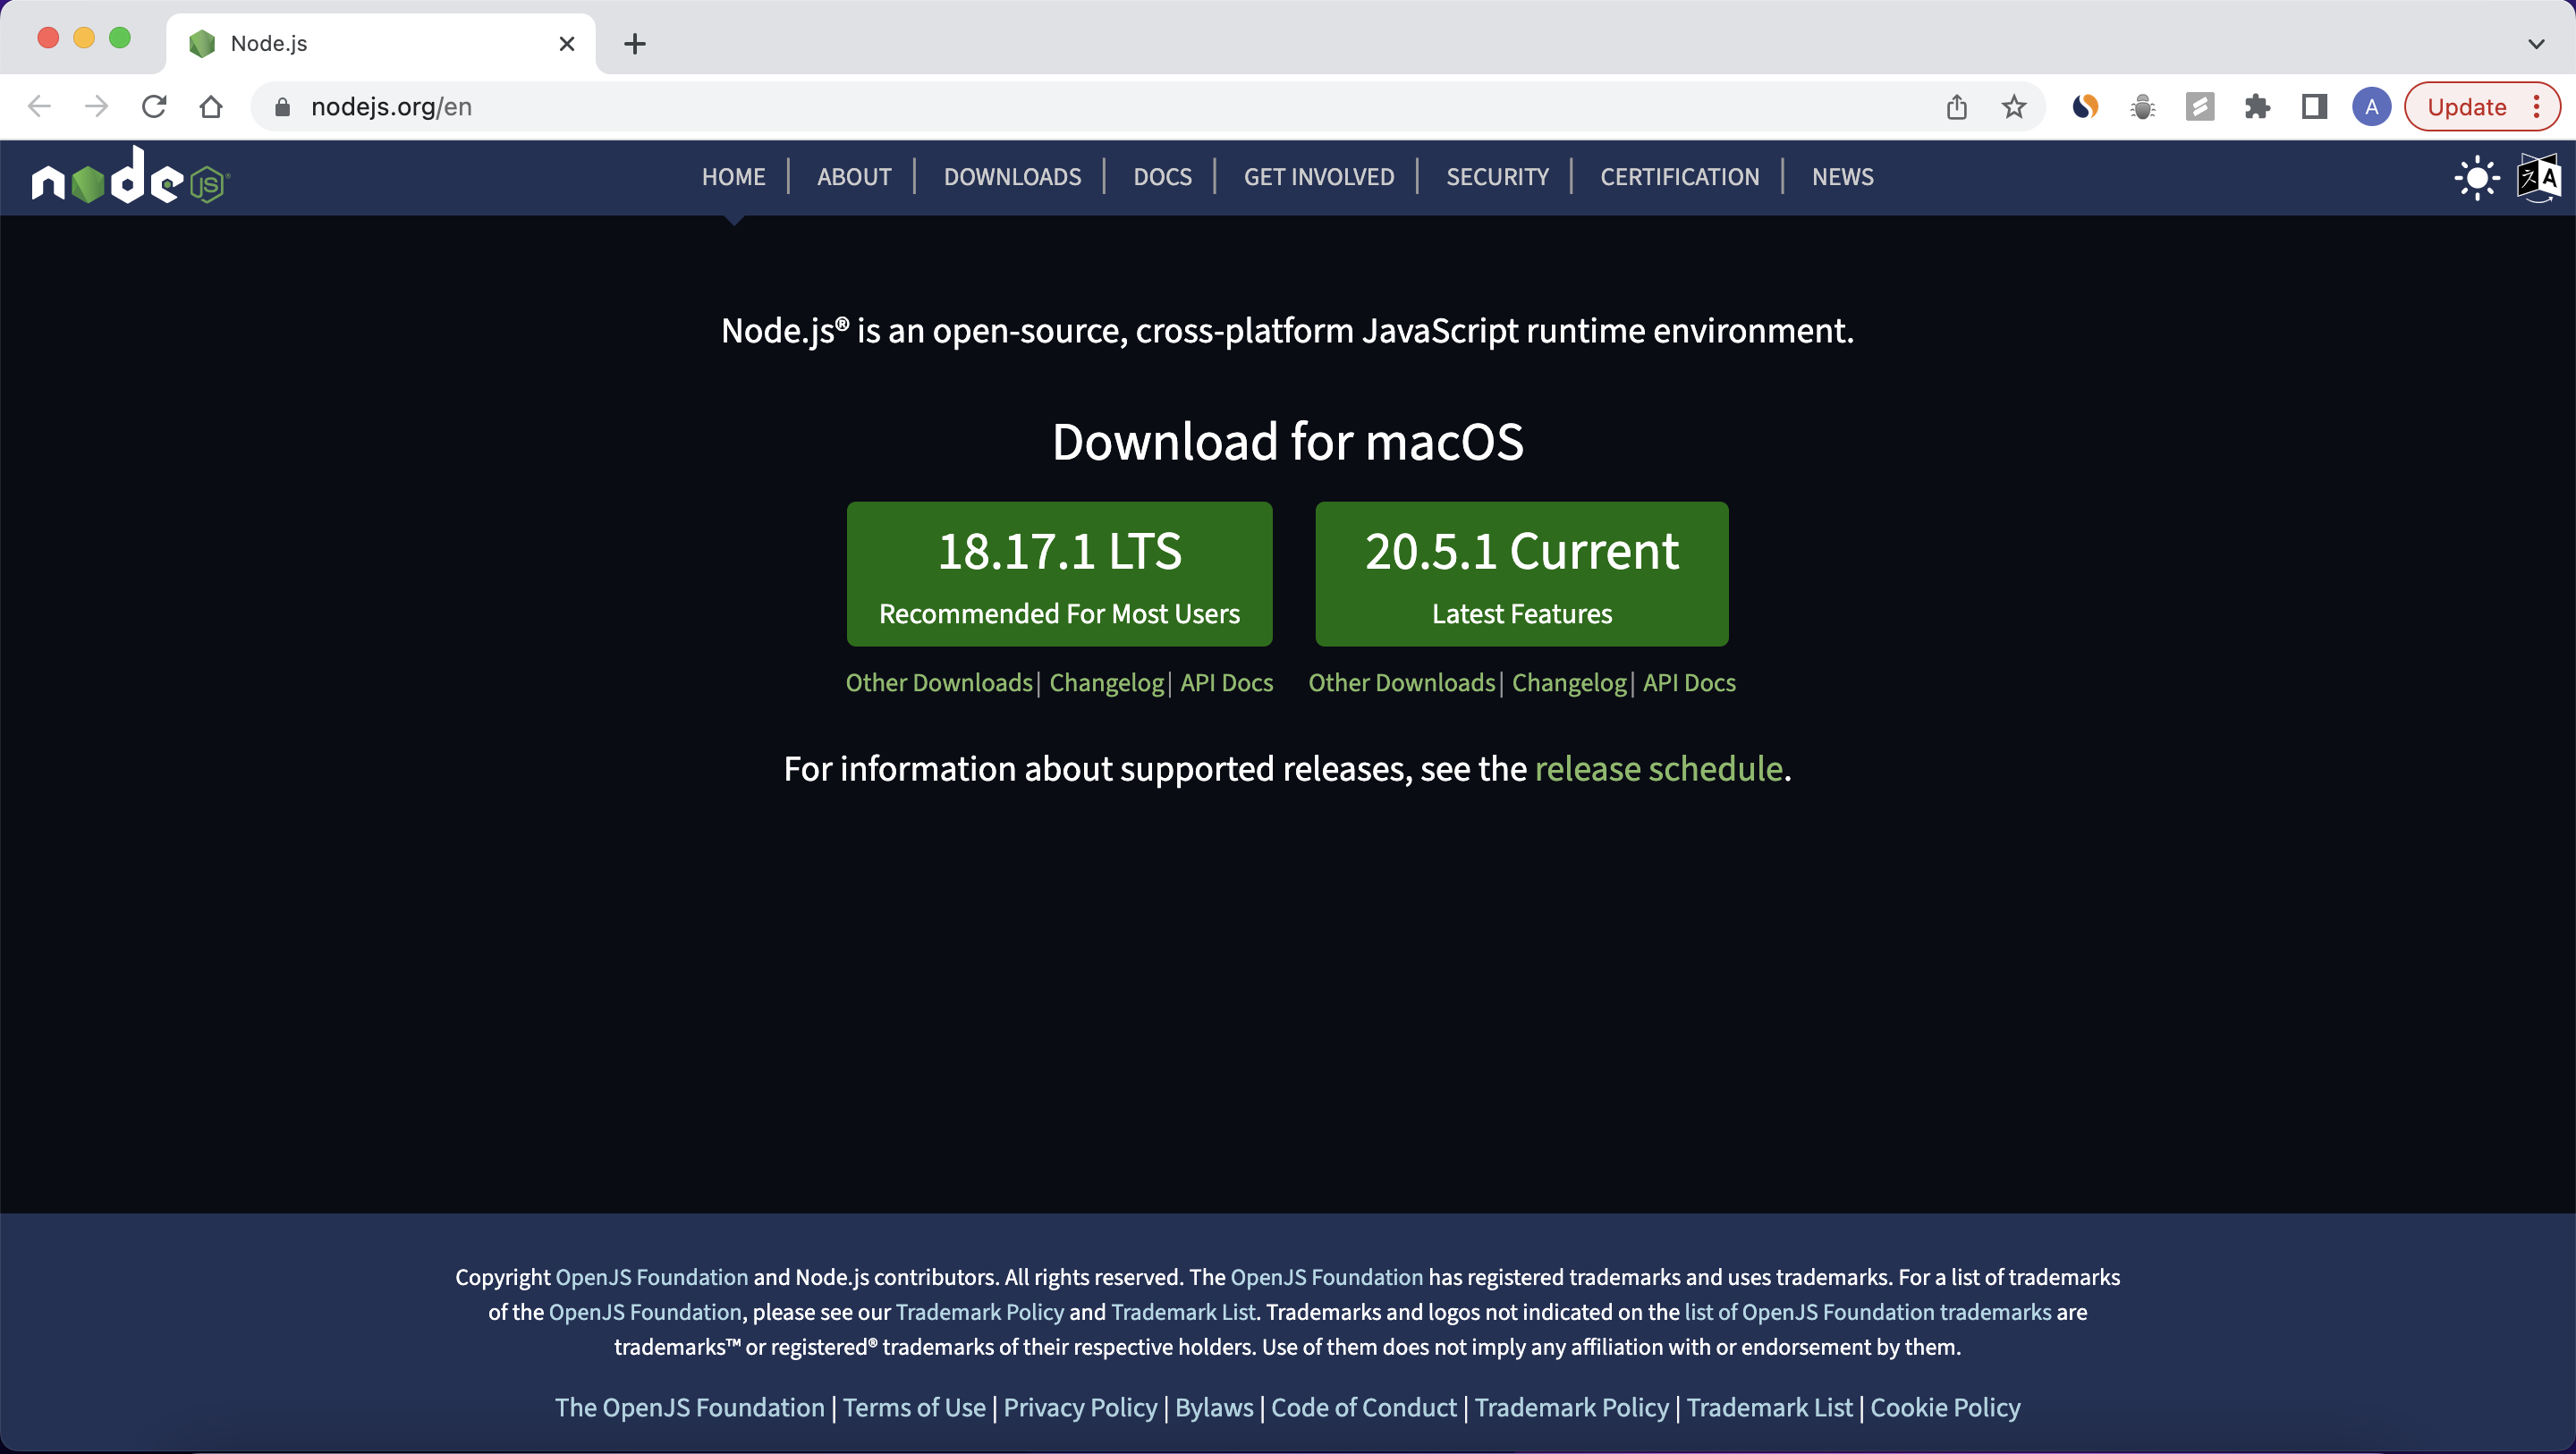 Node.js
nodejs.org/en
A
Update
node JS®
HOME | ABOUT | DOWNLOADS | DOCS | GET INVOLVED | SECURITY | CERTIFICATION | NEWS
文A
Node.js® is an open-source, cross-platform JavaScript runtime environment.
Download for macOS
18.17.1 LTS
Recommended For Most Users
20.5.1 Current
Latest Features
Other Downloads | Changelog | API Docs
Other Downloads | Changelog | API Docs
For information about supported releases, see the release schedule.
Copyright OpenJS Foundation and Node.js contributors. All rights reserved. The OpenJS Foundation has registered trademarks and uses trademarks. For a list of trademarks
of the OpenJS Foundation, please see our Trademark Policy and Trademark List. Trademarks and logos not indicated on the list of OpenJS Foundation trademarks are
trademarks™ or registered® trademarks of their respective holders. Use of them does not imply any affiliation with or endorsement by them.
The OpenJS Foundation | Terms of Use | Privacy Policy | Bylaws | Code of Conduct | Trademark Policy | Trademark List | Cookie Policy